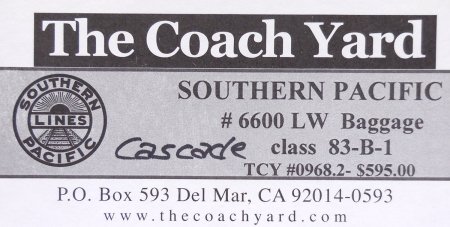 The Coach Yard
SOUTHERN PACIFIC
SOUTHERN
LINES
PACIFIC
# 6600 LW Baggage
Cascade
class 83-B-1
TCY #0968.2- $595.00
P.O. Box 593 Del Mar, CA 92014-0593
www.thecoachyard.com